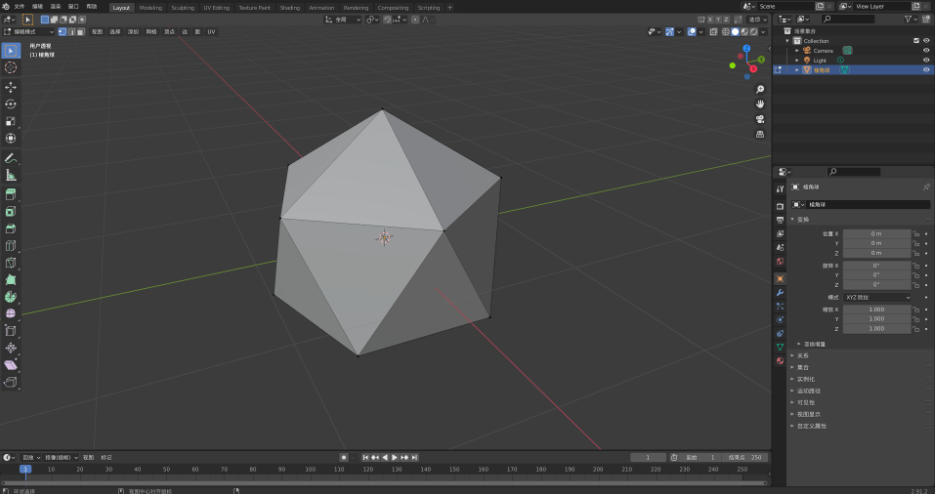 文件 编辑 渲染 窗口 帮助 Layout Modeling Sculpting UV Editing Texture Paint Shading Animation Rendering Compositing Scripting Scene View Layer
全局 选项
编辑模式 视图 选择 添加 网格 顶点 边 面 UV
用户透视
(1) 棱角球
场景集合
Collection
Camera
Light
棱角球
棱角球
棱角球
变换
位置 X 0 m
Y 0 m
Z 0 m
旋转 X 0°
Y 0°
Z 0°
模式 XYZ 欧拉
缩放 X 1.000
Y 1.000
Z 1.000
变换增量
关系
集合
实例化
运动路径
可见性
视图显示
自定义属性
回放 抠像(插帧) 视图 标记 1 起始 1 结束点 250
1 10 20 30 40 50 60 70 80 90 100 110 120 130 140 150 160 170 180 190 200 210 220 230 240 250
框选选择 视图中心对齐鼠标 2.91.2